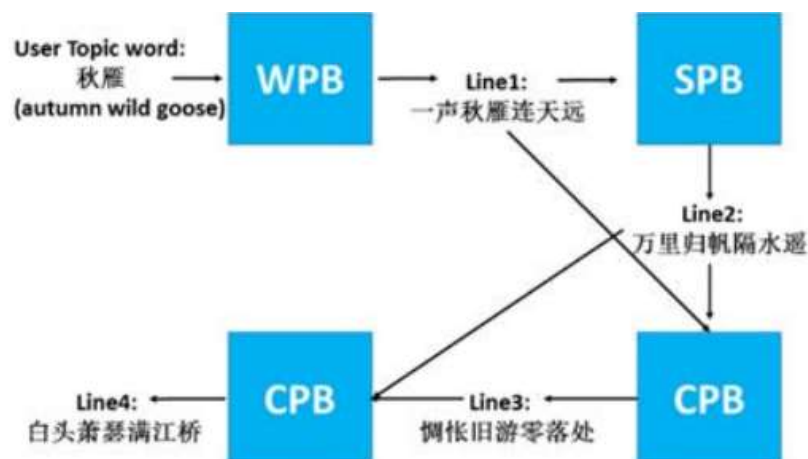 User Topic word:
秋雁
(autumn wild goose)
WPB
Line1:
一声秋雁连天远
SPB
Line2:
万里归帆隔水遥
CPB
Line3:
惆怅旧游零落处
CPB
Line4:
白头萧瑟满江桥